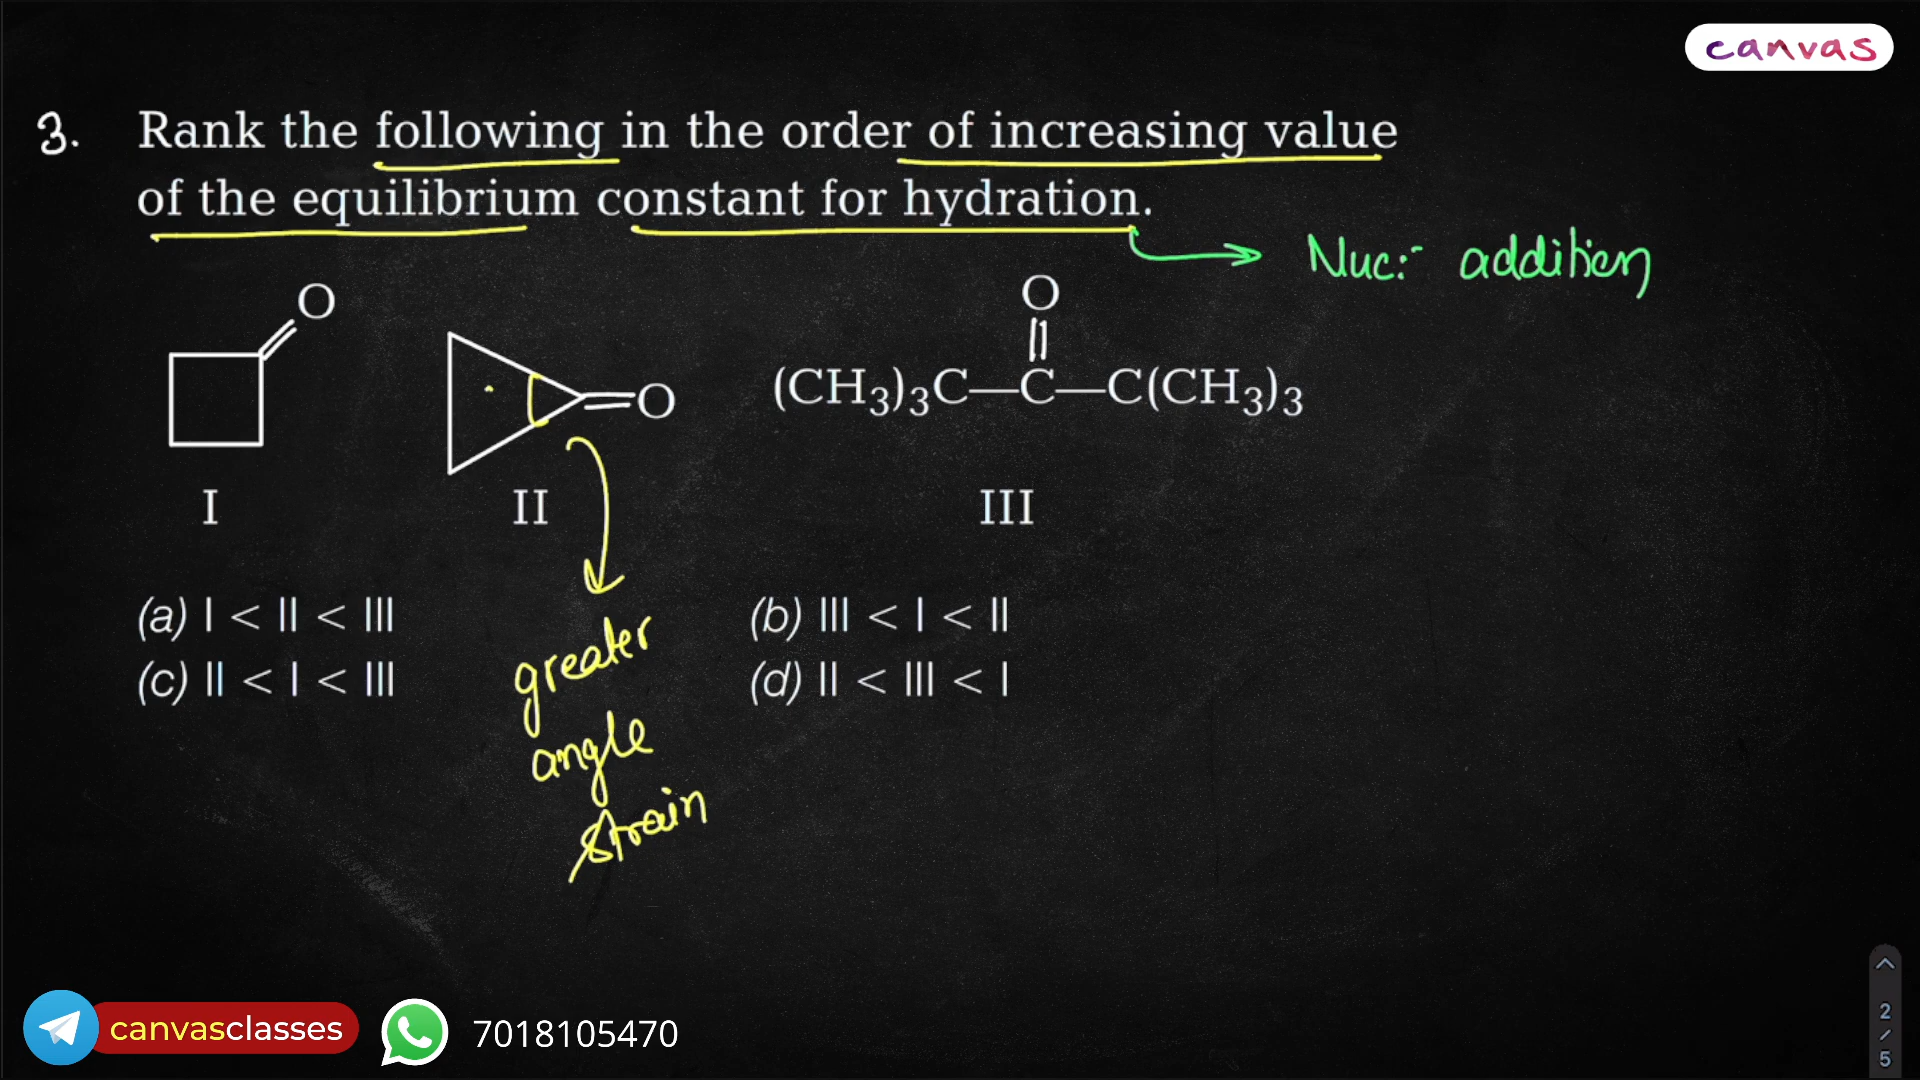 canvas
3. Rank the following in the order of increasing value
of the equilibrium constant for hydration.
Nuc:⁻ addition
O
O
O
(CH₃)₃C—C—C(CH₃)₃
I
II
III
(a) I < II < III
(b) III < I < II
(c) II < I < III
(d) II < III < I
greater
angle
strain
canvasclasses
7018105470
2
/
5